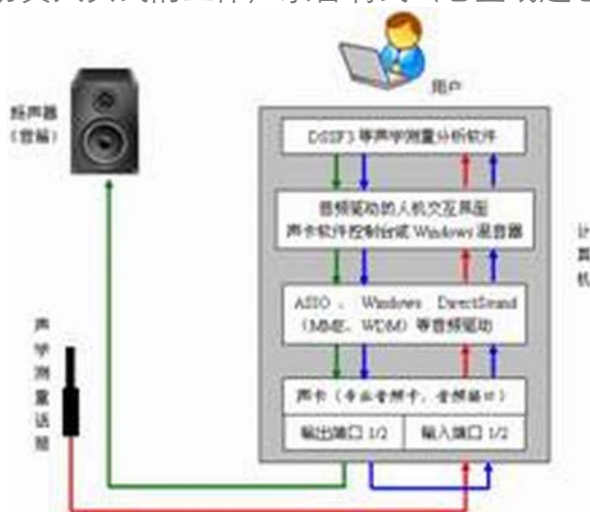 用户
扬声器
（音箱）
DSSF3 等声学测量分析软件
音频驱动的人机交互界面
声卡软件控制台或 Windows 混音器
ASIO 、 Windows DirectSound
（MME、WDM）等音频驱动
声卡（专业音频卡、音频接口）
输出端口 1/2
输入端口 1/2
计
算
机
声
学
测
量
话
筒